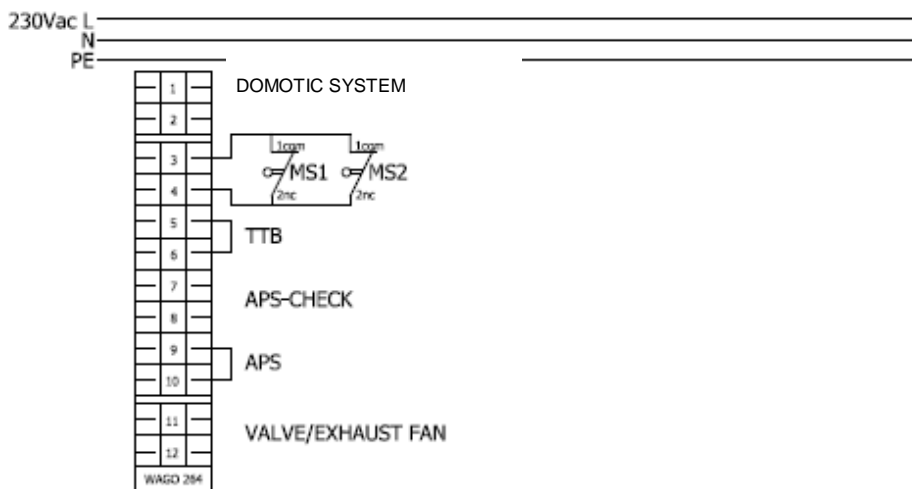 230Vac L
N
PE
1 DOMOTIC SYSTEM
2
1com 1com
3
MS1 MS2
4
2nc 2nc
5
TTB
6
7
APS-CHECK
8
9
APS
10
11
VALVE/EXHAUST FAN
12
WAGO 264